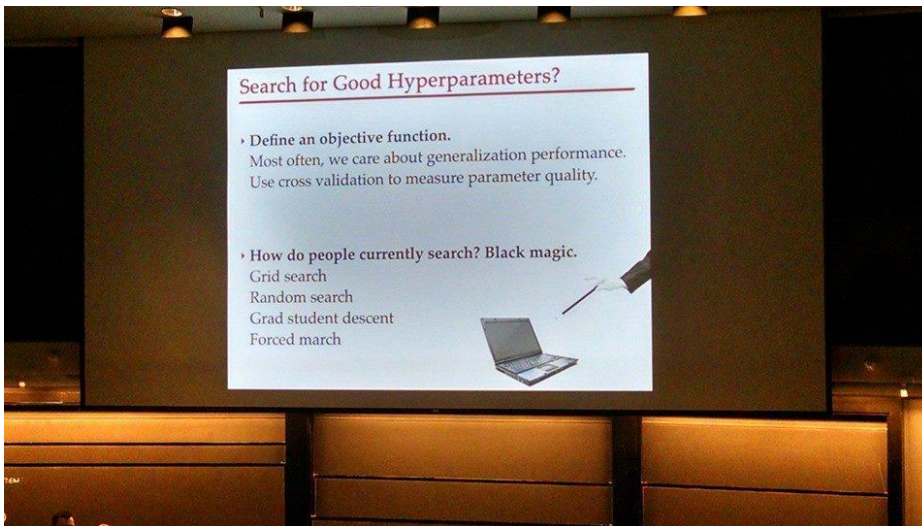 Search for Good Hyperparameters?
‣ Define an objective function.
Most often, we care about generalization performance.
Use cross validation to measure parameter quality.
‣ How do people currently search? Black magic.
Grid search
Random search
Grad student descent
Forced march